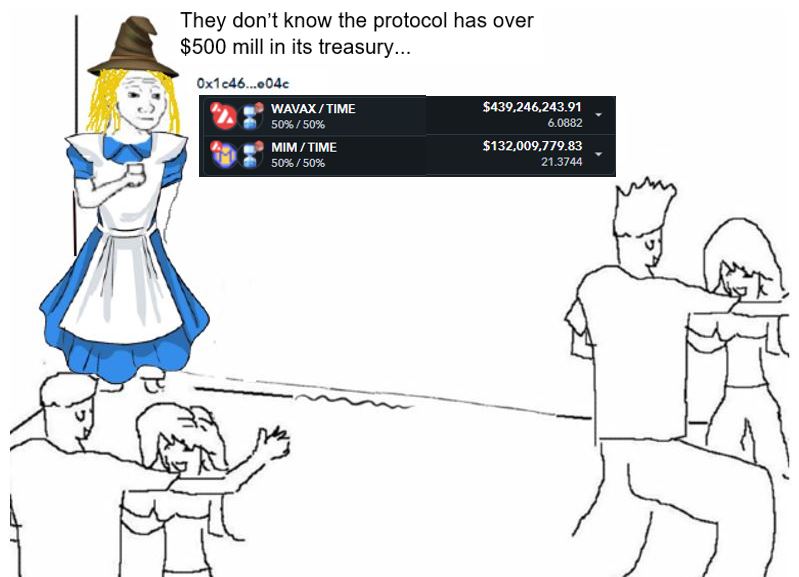 They don't know the protocol has over
$500 mill in its treasury...
0x1c46...e04c
WAVAX / TIME $439,246,243.91
50% / 50% 6.0882
MIM / TIME $132,009,779.83
50% / 50% 21.3744